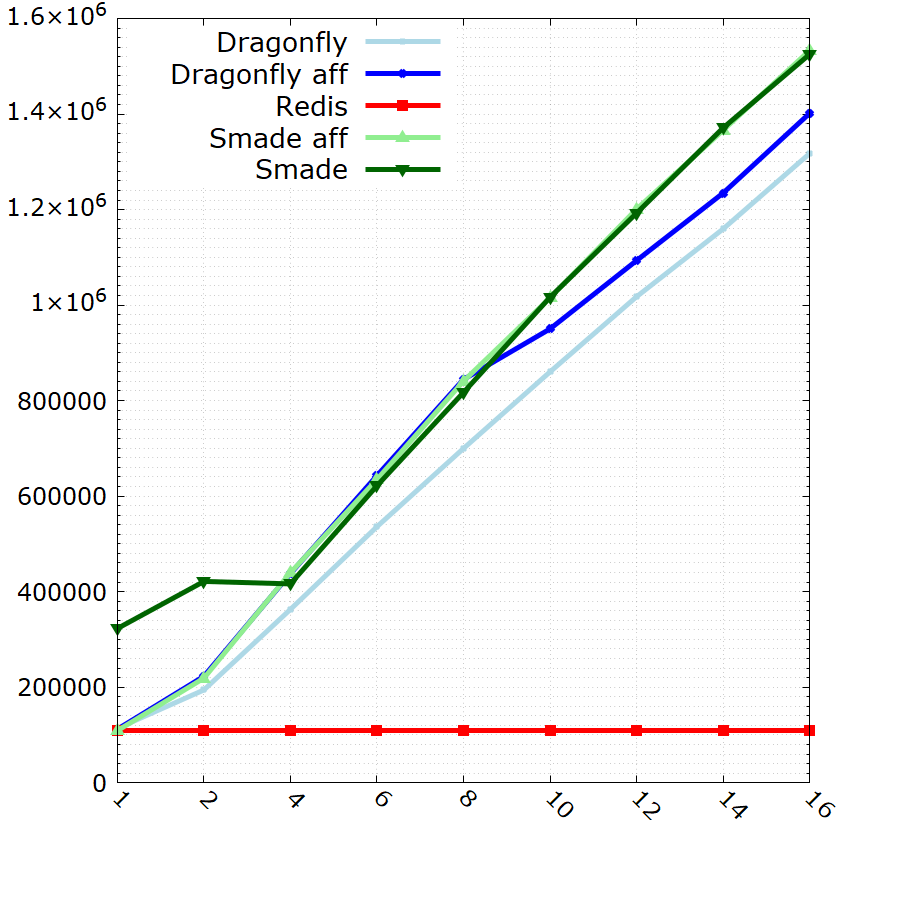 1.6×10⁶
1.4×10⁶
1.2×10⁶
1×10⁶
800000
600000
400000
200000
0
Dragonfly
Dragonfly aff
Redis
Smade aff
Smade
1 2 4 6 8 10 12 14 16